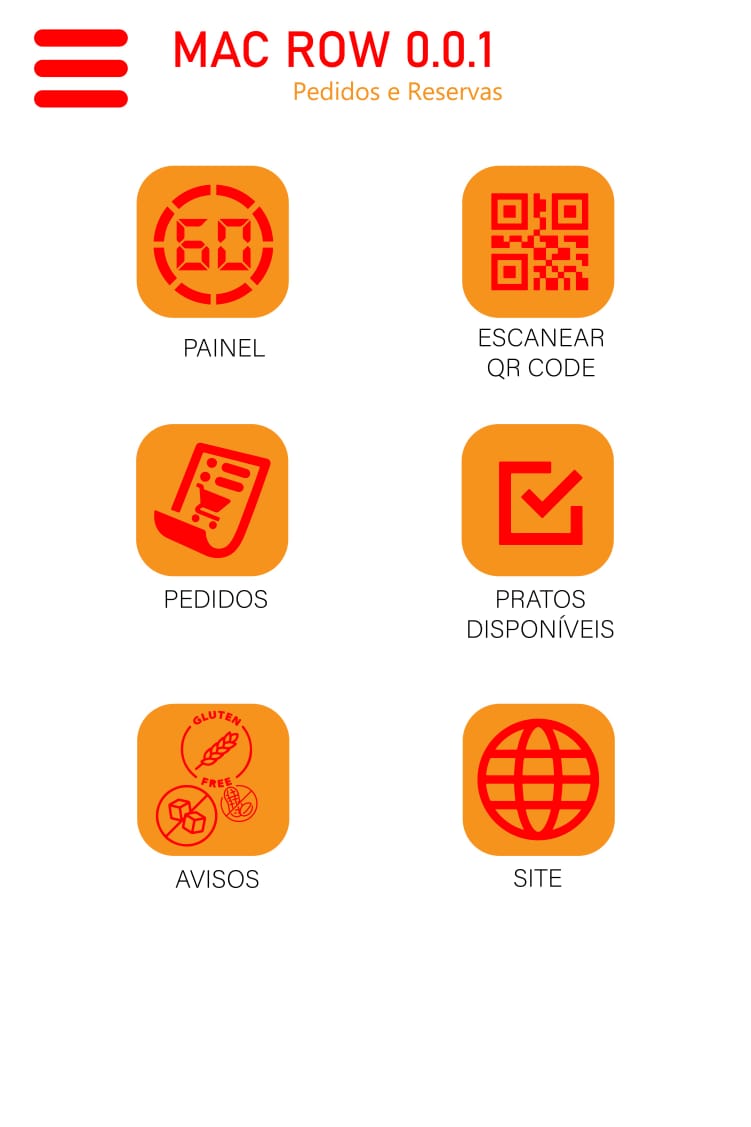 MAC ROW 0.0.1
Pedidos e Reservas
60
PAINEL
ESCANEAR
QR CODE
PEDIDOS
PRATOS
DISPONÍVEIS
GLUTEN
FREE
AVISOS
SITE